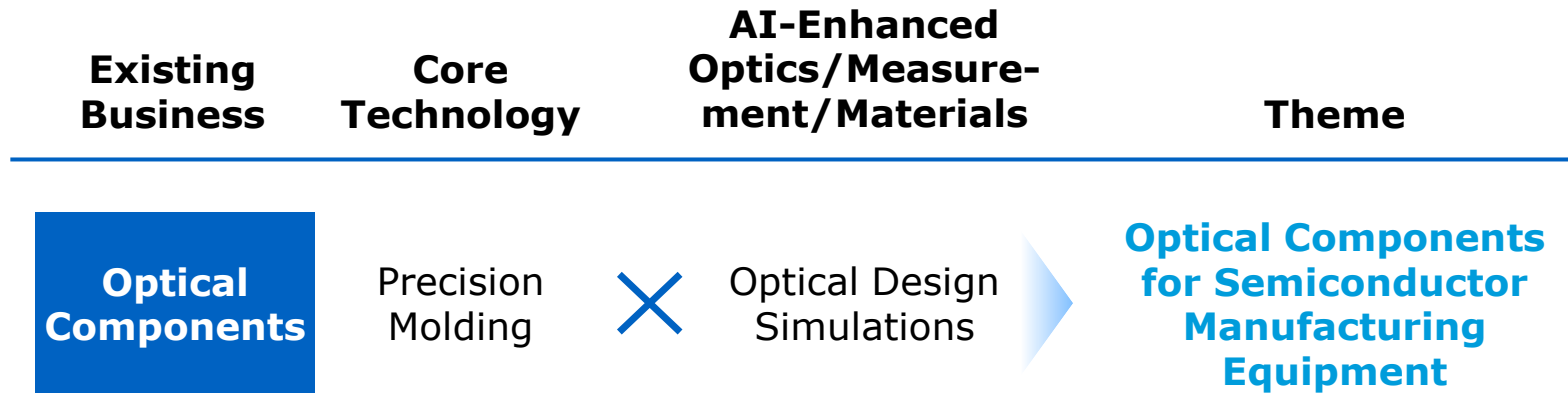 Existing
Business
Core
Technology
AI-Enhanced
Optics/Measure-
ment/Materials
Theme
Optical
Components
Precision
Molding
Optical Design
Simulations
Optical Components
for Semiconductor
Manufacturing
Equipment